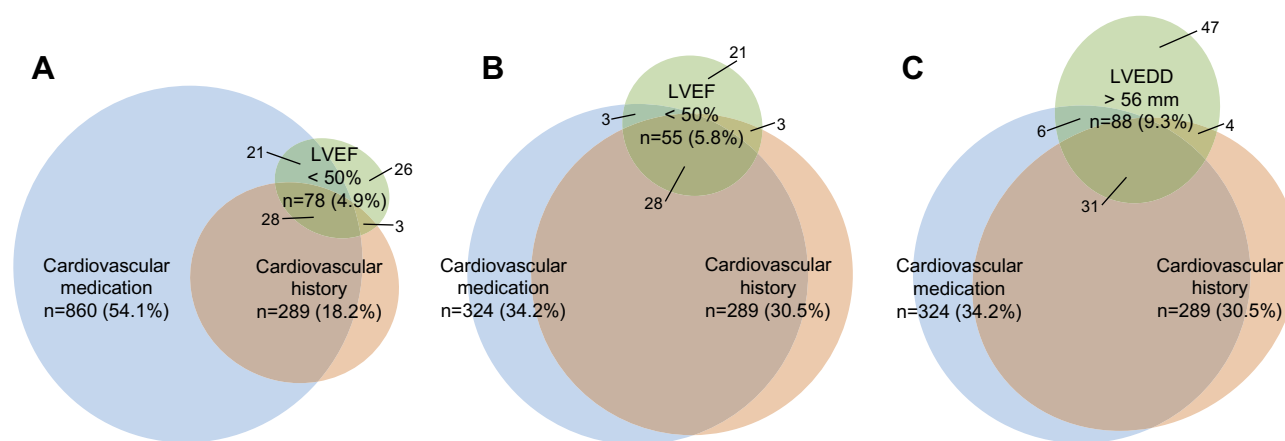 A
21
LVEF
< 50%
n=78 (4.9%)
26
28
3
Cardiovascular
medication
n=860 (54.1%)
Cardiovascular
history
n=289 (18.2%)
B
21
LVEF
< 50%
n=55 (5.8%)
3
3
28
Cardiovascular
medication
n=324 (34.2%)
Cardiovascular
history
n=289 (30.5%)
C
47
LVEDD
> 56 mm
n=88 (9.3%)
6
4
31
Cardiovascular
medication
n=324 (34.2%)
Cardiovascular
history
n=289 (30.5%)